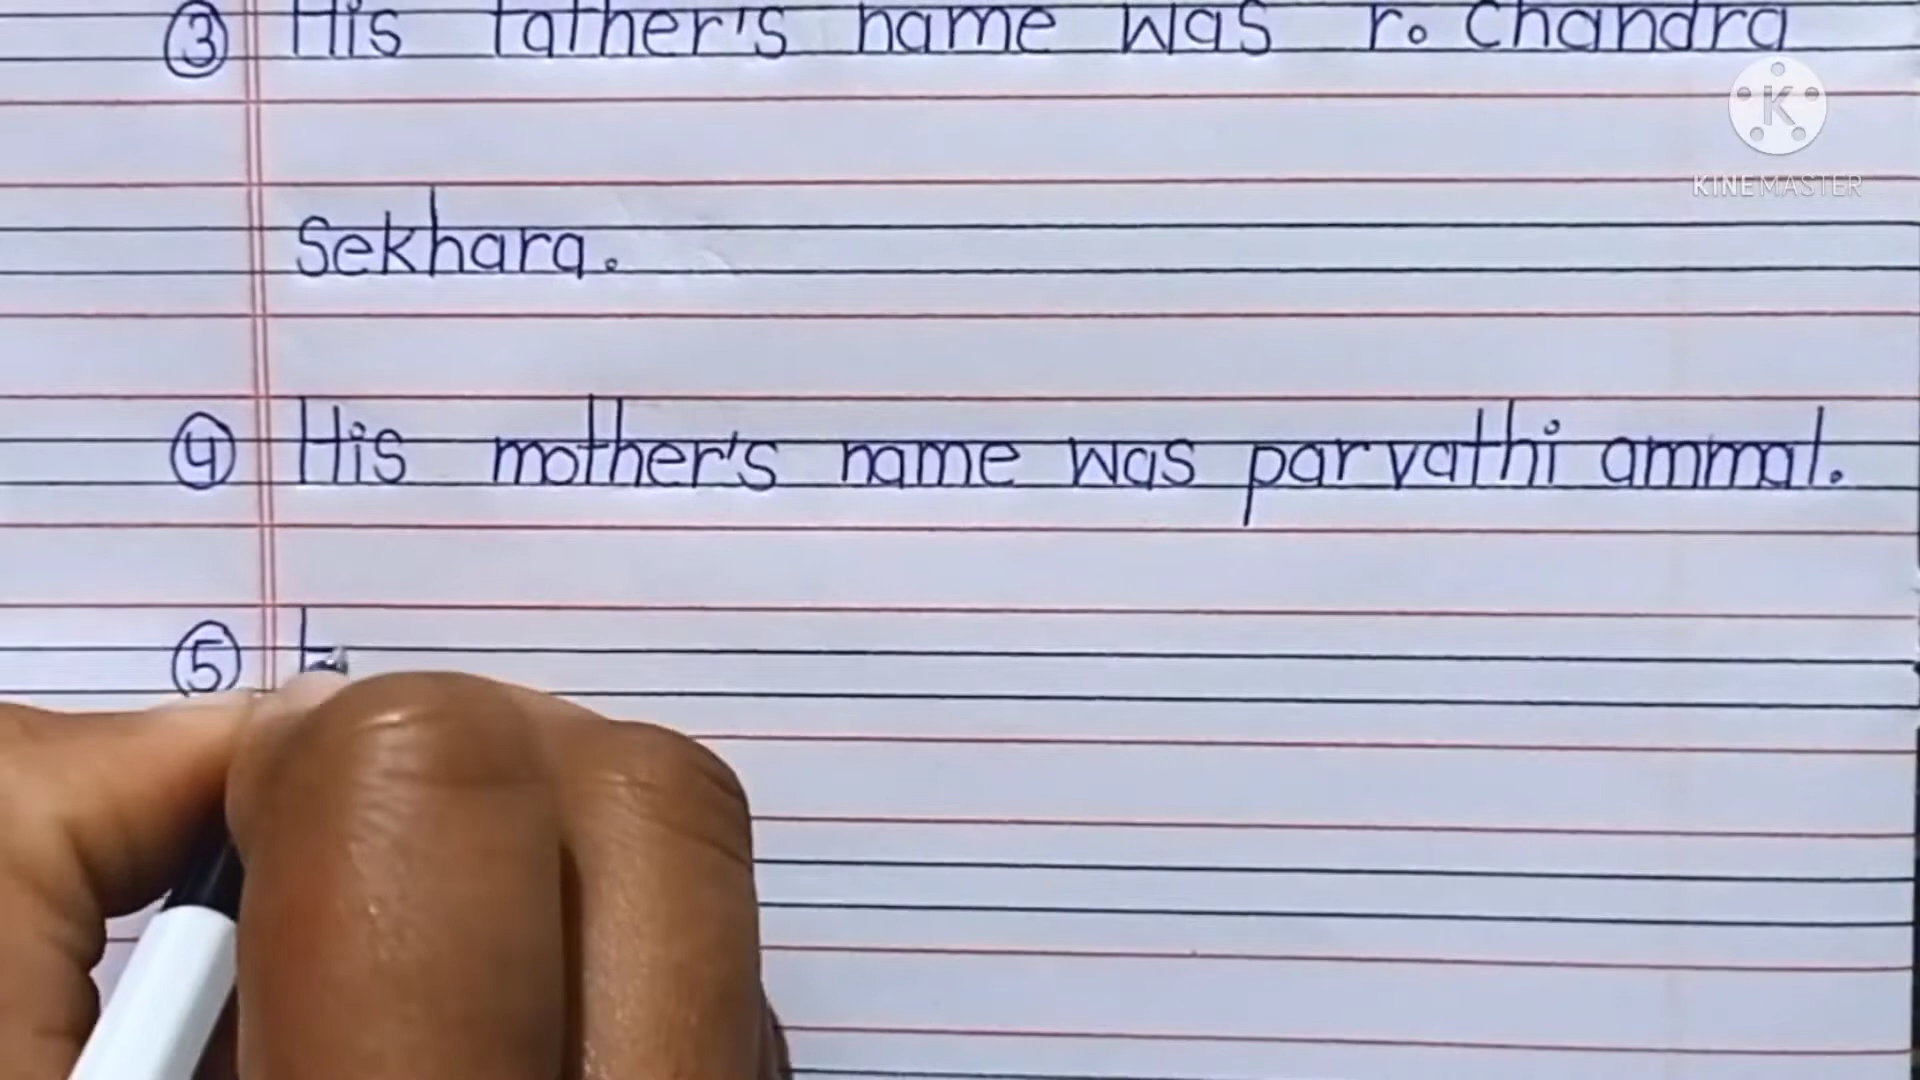 ③ His father's name was r. Chandra
K
KINEMASTER
Sekhara.
④ His mother's name was parvathi ammal.
⑤